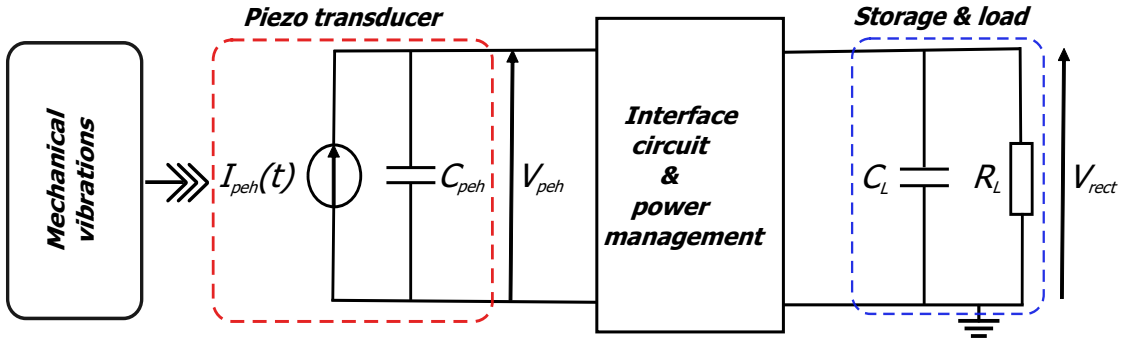 Piezo transducer
Storage & load
Mechanical
vibrations
I_peh(t)
C_peh
V_peh
Interface
circuit
&
power
management
C_L
R_L
V_rect